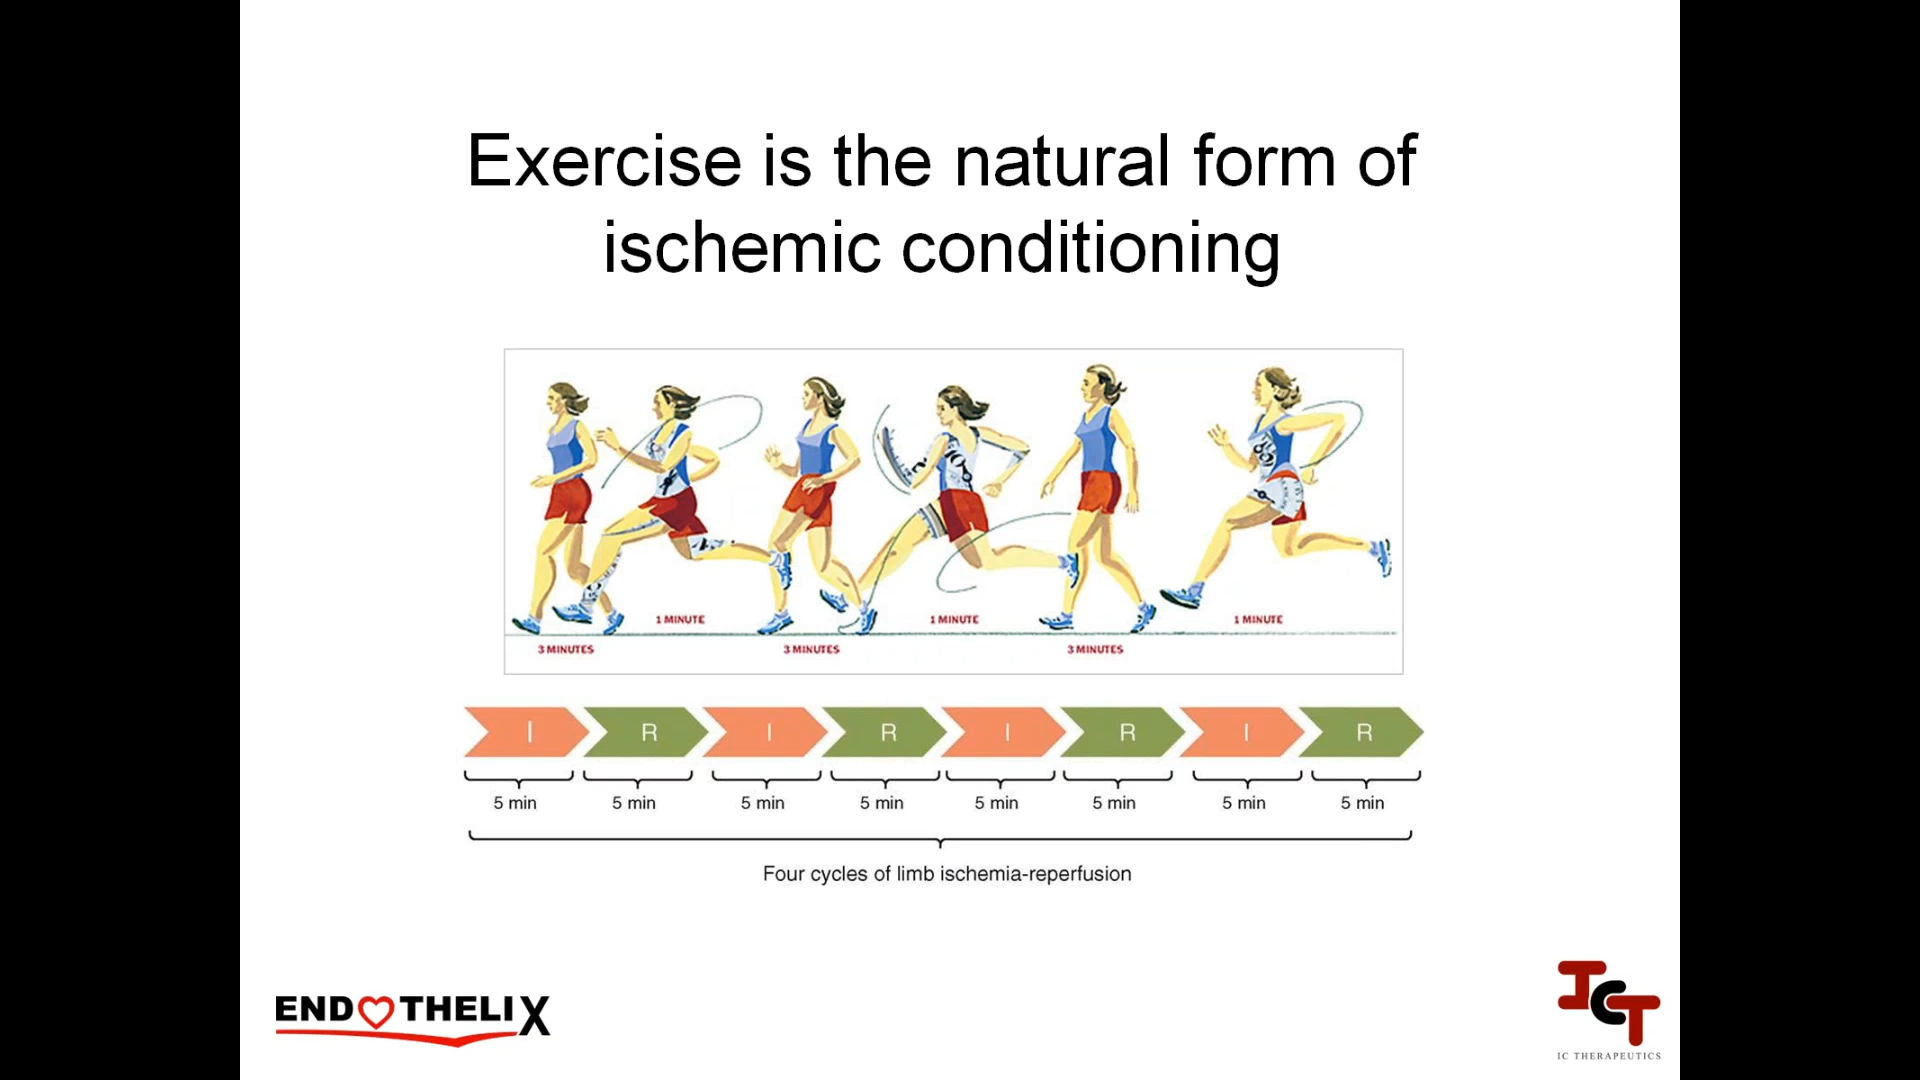 Exercise is the natural form of
ischemic conditioning
1 MINUTE 1 MINUTE 1 MINUTE
3 MINUTES 3 MINUTES 3 MINUTES
I R I R I R I R
5 min 5 min 5 min 5 min 5 min 5 min 5 min 5 min
Four cycles of limb ischemia-reperfusion
ENDOTHELIX
ICT
IC THERAPEUTICS